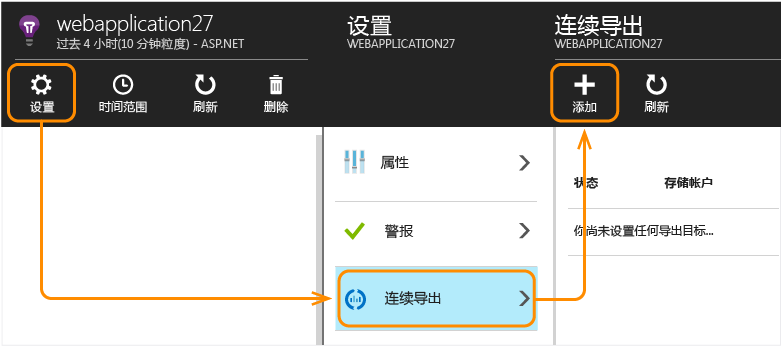 webapplication27
过去 4 小时(10 分钟粒度) - ASP.NET
设置
时间范围
刷新
删除
设置
WEBAPPLICATION27
属性
警报
连续导出
连续导出
WEBAPPLICATION27
添加
刷新
状态
存储帐户
你尚未设置任何导出目标...